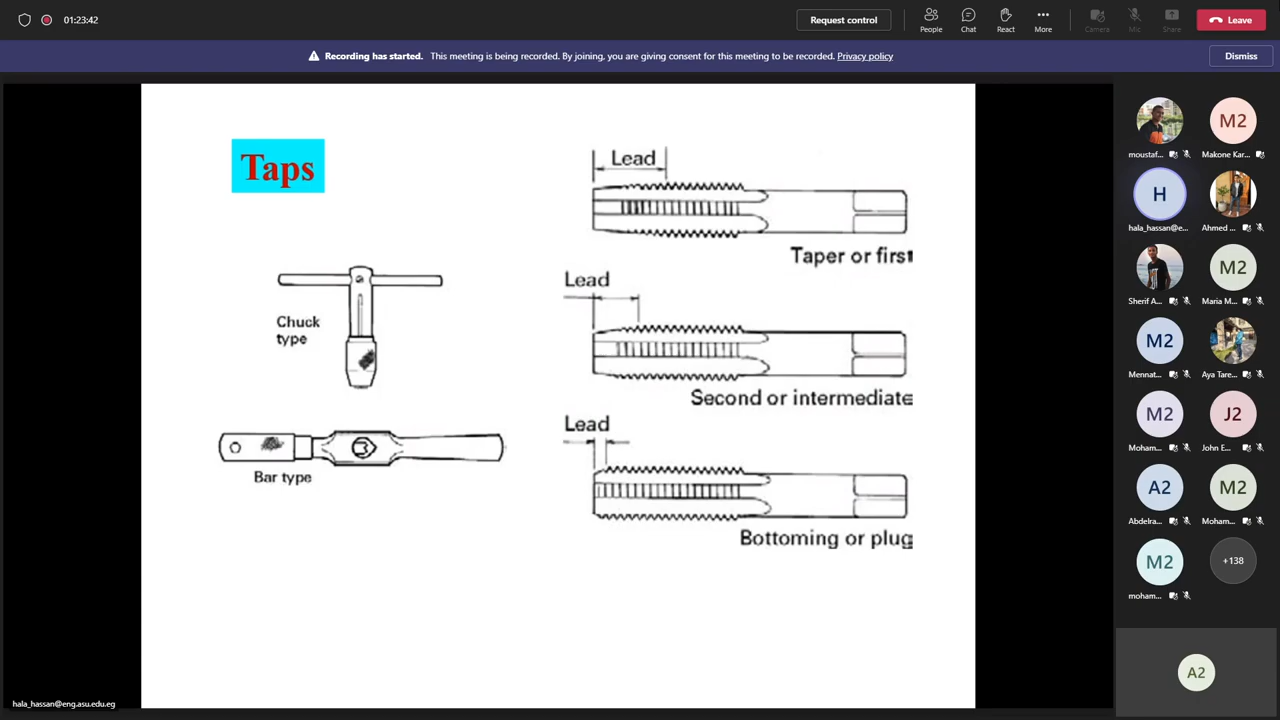 01:23:42
Request control
People
Chat
React
More
Camera
Mic
Share
Leave
Recording has started. This meeting is being recorded. By joining, you are giving consent for this meeting to be recorded. Privacy policy
Dismiss
Taps
Chuck
type
Bar type
Lead
Taper or first
Lead
Second or intermediate
Lead
Bottoming or plug
M2
moustaf...
Makone Kar...
H
hala_hassan@e...
Ahmed ...
M2
Sherif A...
Maria M...
M2
Mennat...
Aya Tare...
M2
J2
Moham...
John E...
A2
M2
Abdelra...
Moham...
M2
+138
moham...
A2
hala_hassan@eng.asu.edu.eg